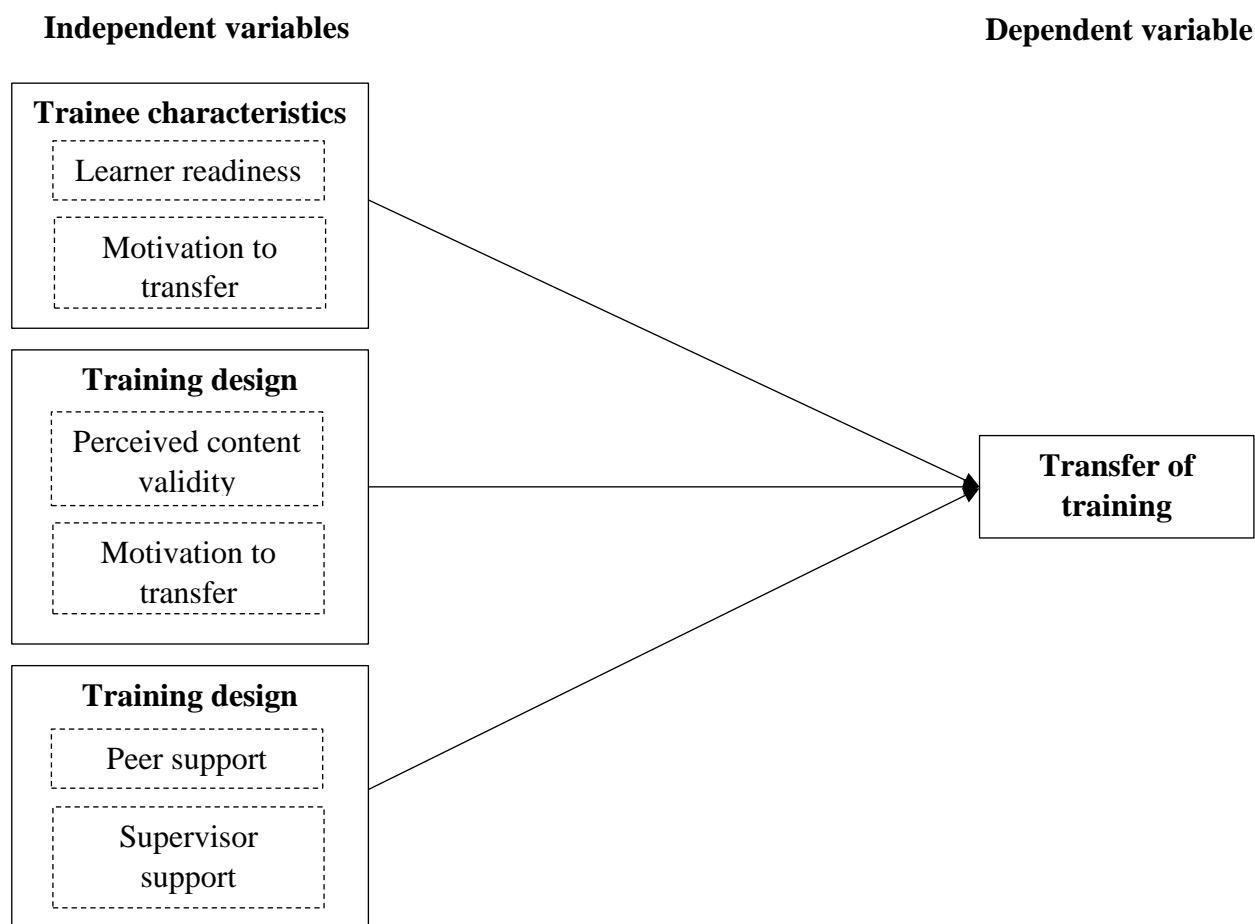 Independent variables
Dependent variable
Trainee characteristics
Learner readiness
Motivation to
transfer
Training design
Perceived content
validity
Motivation to
transfer
Training design
Peer support
Supervisor
support
Transfer of
training